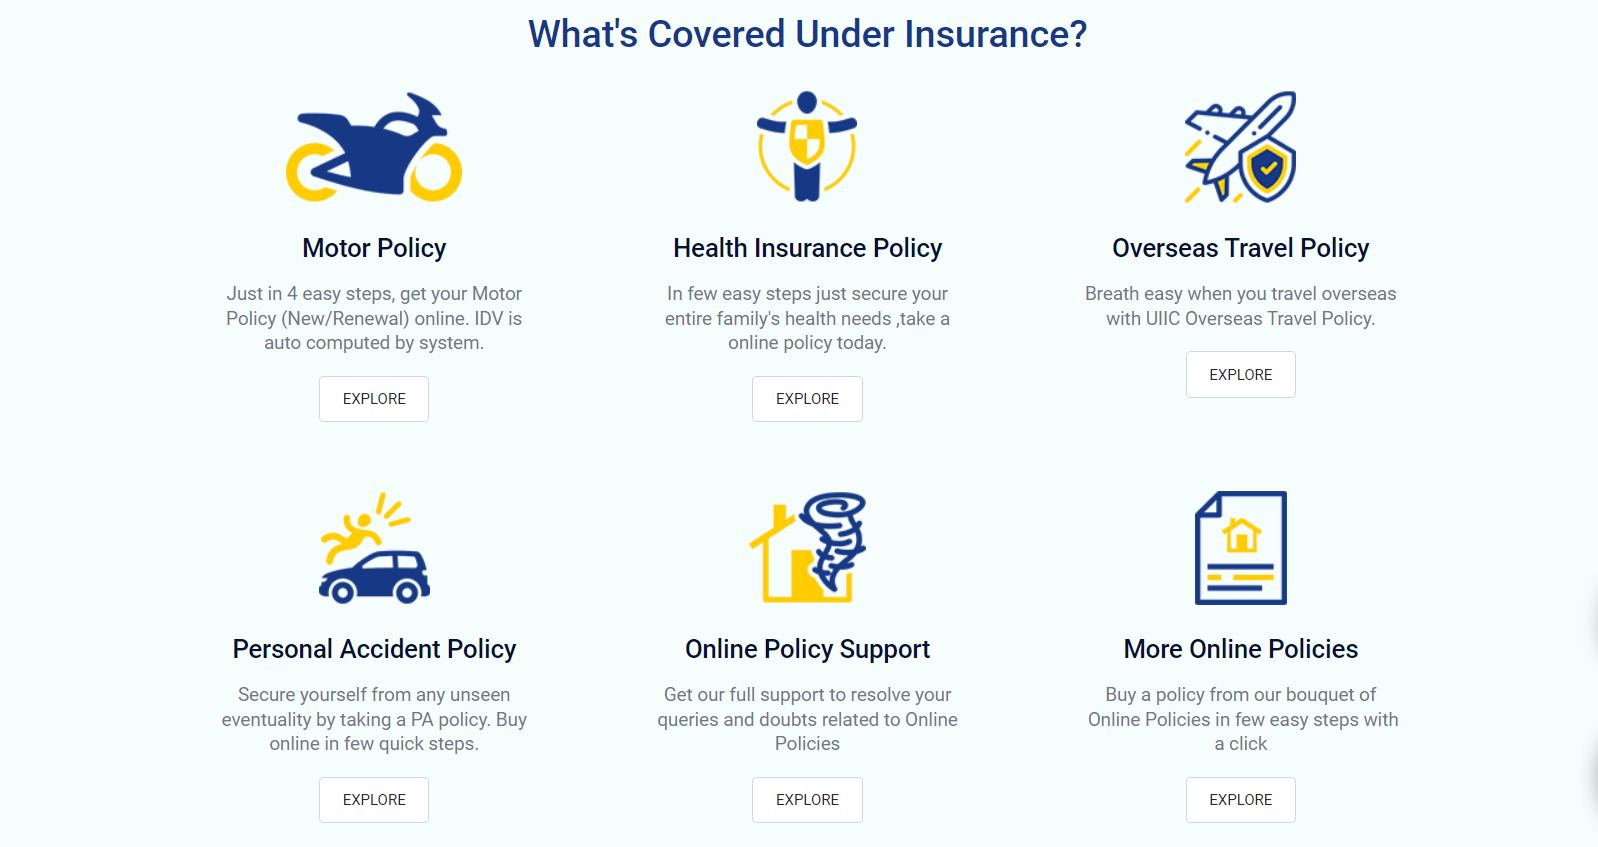 What's Covered Under Insurance?
Motor Policy
Just in 4 easy steps, get your Motor
Policy (New/Renewal) online. IDV is
auto computed by system.
EXPLORE
Health Insurance Policy
In few easy steps just secure your
entire family's health needs ,take a
online policy today.
EXPLORE
Overseas Travel Policy
Breath easy when you travel overseas
with UIIC Overseas Travel Policy.
EXPLORE
Personal Accident Policy
Secure yourself from any unseen
eventuality by taking a PA policy. Buy
online in few quick steps.
EXPLORE
Online Policy Support
Get our full support to resolve your
queries and doubts related to Online
Policies
EXPLORE
More Online Policies
Buy a policy from our bouquet of
Online Policies in few easy steps with
a click
EXPLORE